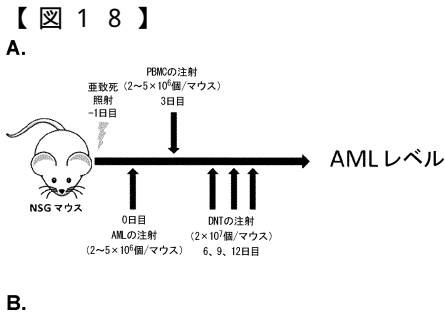 【図１８】
A.
PBMCの注射
(2～5×10⁶個/マウス)
3日目
亜致死
照射
-1日目
AMLレベル
NSGマウス
0日目
AMLの注射
(2～5×10⁶個/マウス)
DNTの注射
(2×10⁷個/マウス)
6、9、12日目
B.